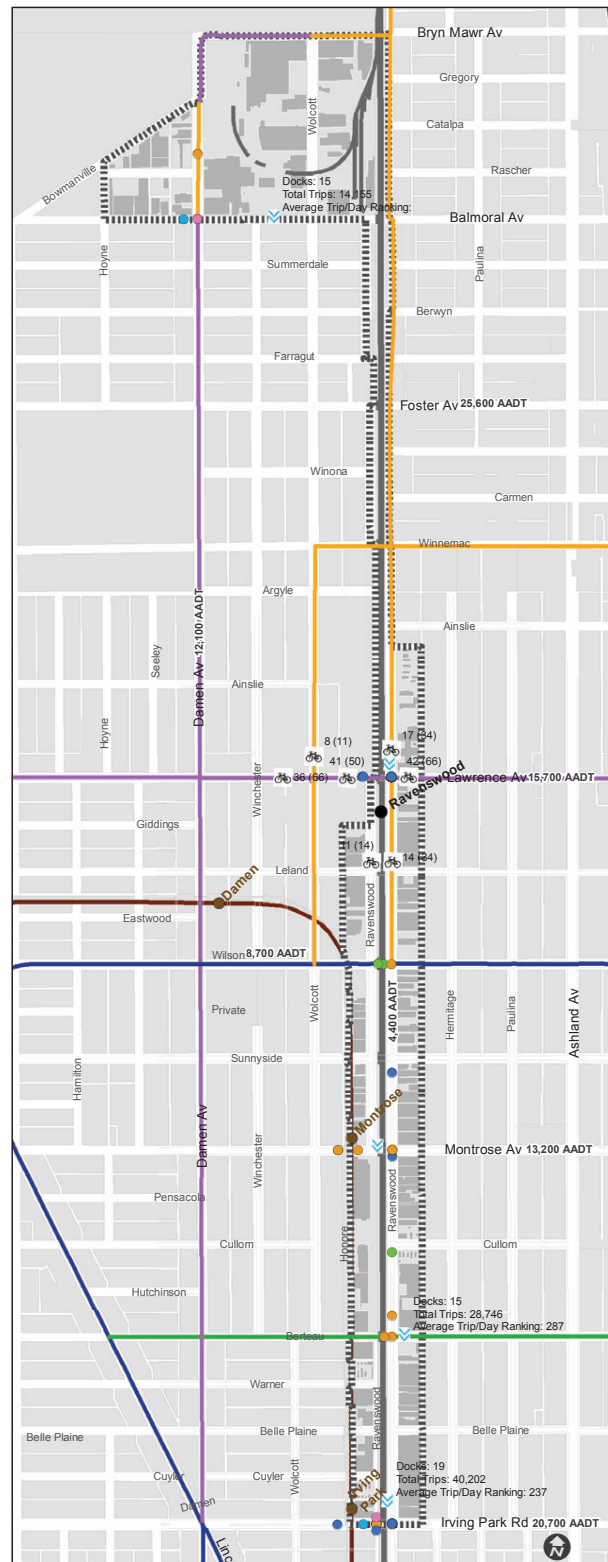 Bryn Mawr Av
Gregory
Wolcott
Catalpa
Rascher
Bowmanville
Docks: 15
Total Trips: 14,155
Average Trip/Day Ranking:
Balmoral Av
Hoyne
Summerdale
Paulina
Berwyn
Farragut
Foster Av 25,600 AADT
Winona
Carmen
Winnemac
Argyle
Ainslie
Seeley
Damen Av 12,100 AADT
Ainslie
Hoyne
8 (11)
17 (34)
41 (50)
42 (66)
36 (66)
Lawrence Av 15,700 AADT
Winchester
Ravenswood
Giddings
11 (14)
14 (34)
Leland
Damen
Eastwood
Ravenswood
Wilson 8,700 AADT
4,400 AADT
Private
Wolcott
Hermitage
Paulina
Ashland Av
Sunnyside
Hamilton
Montrose
Damen Av
Winchester
Montrose Av 13,200 AADT
Pensacola
Ravenswood
Honore
Cullom
Cullom
Hutchinson
Docks: 15
Total Trips: 28,746
Average Trip/Day Ranking: 287
Berteau
Warner
Ravenswood
Belle Plaine
Belle Plaine
Belle Plaine
Wolcott
Cuyler
Cuyler
Docks: 19
Total Trips: 40,202
Average Trip/Day Ranking: 237
Damen
Irving
Park
Irving Park Rd 20,700 AADT
Linc
N